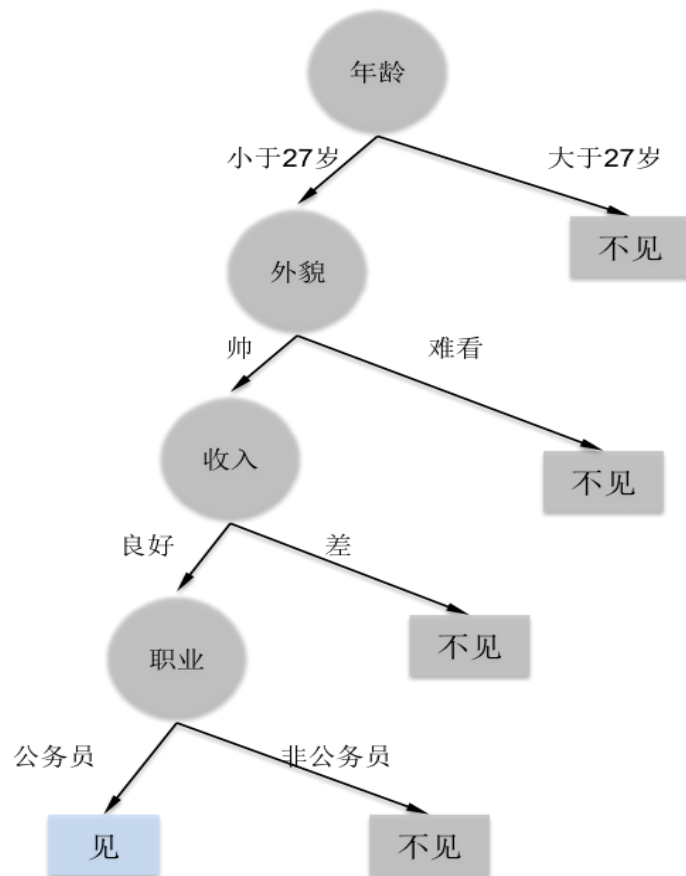 年龄
小于27岁
大于27岁
外貌
不见
帅
难看
收入
不见
良好
差
职业
不见
公务员
非公务员
见
不见